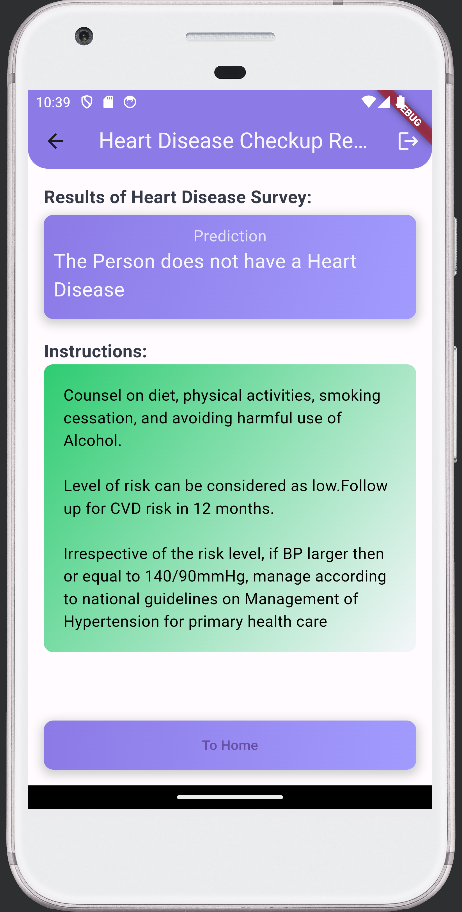 10:39
DEBUG
Heart Disease Checkup Re...
Results of Heart Disease Survey:
Prediction
The Person does not have a Heart
Disease
Instructions:
Counsel on diet, physical activities, smoking
cessation, and avoiding harmful use of
Alcohol.
Level of risk can be considered as low.Follow
up for CVD risk in 12 months.
Irrespective of the risk level, if BP larger then
or equal to 140/90mmHg, manage according
to national guidelines on Management of
Hypertension for primary health care
To Home